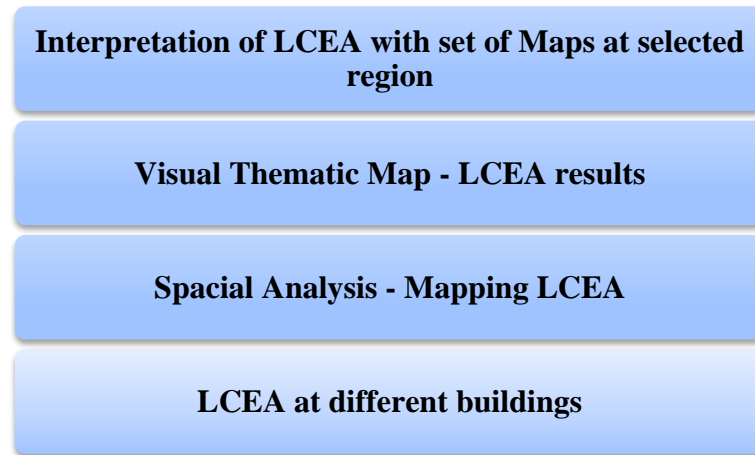 Interpretation of LCEA with set of Maps at selected
region
Visual Thematic Map - LCEA results
Spacial Analysis - Mapping LCEA
LCEA at different buildings